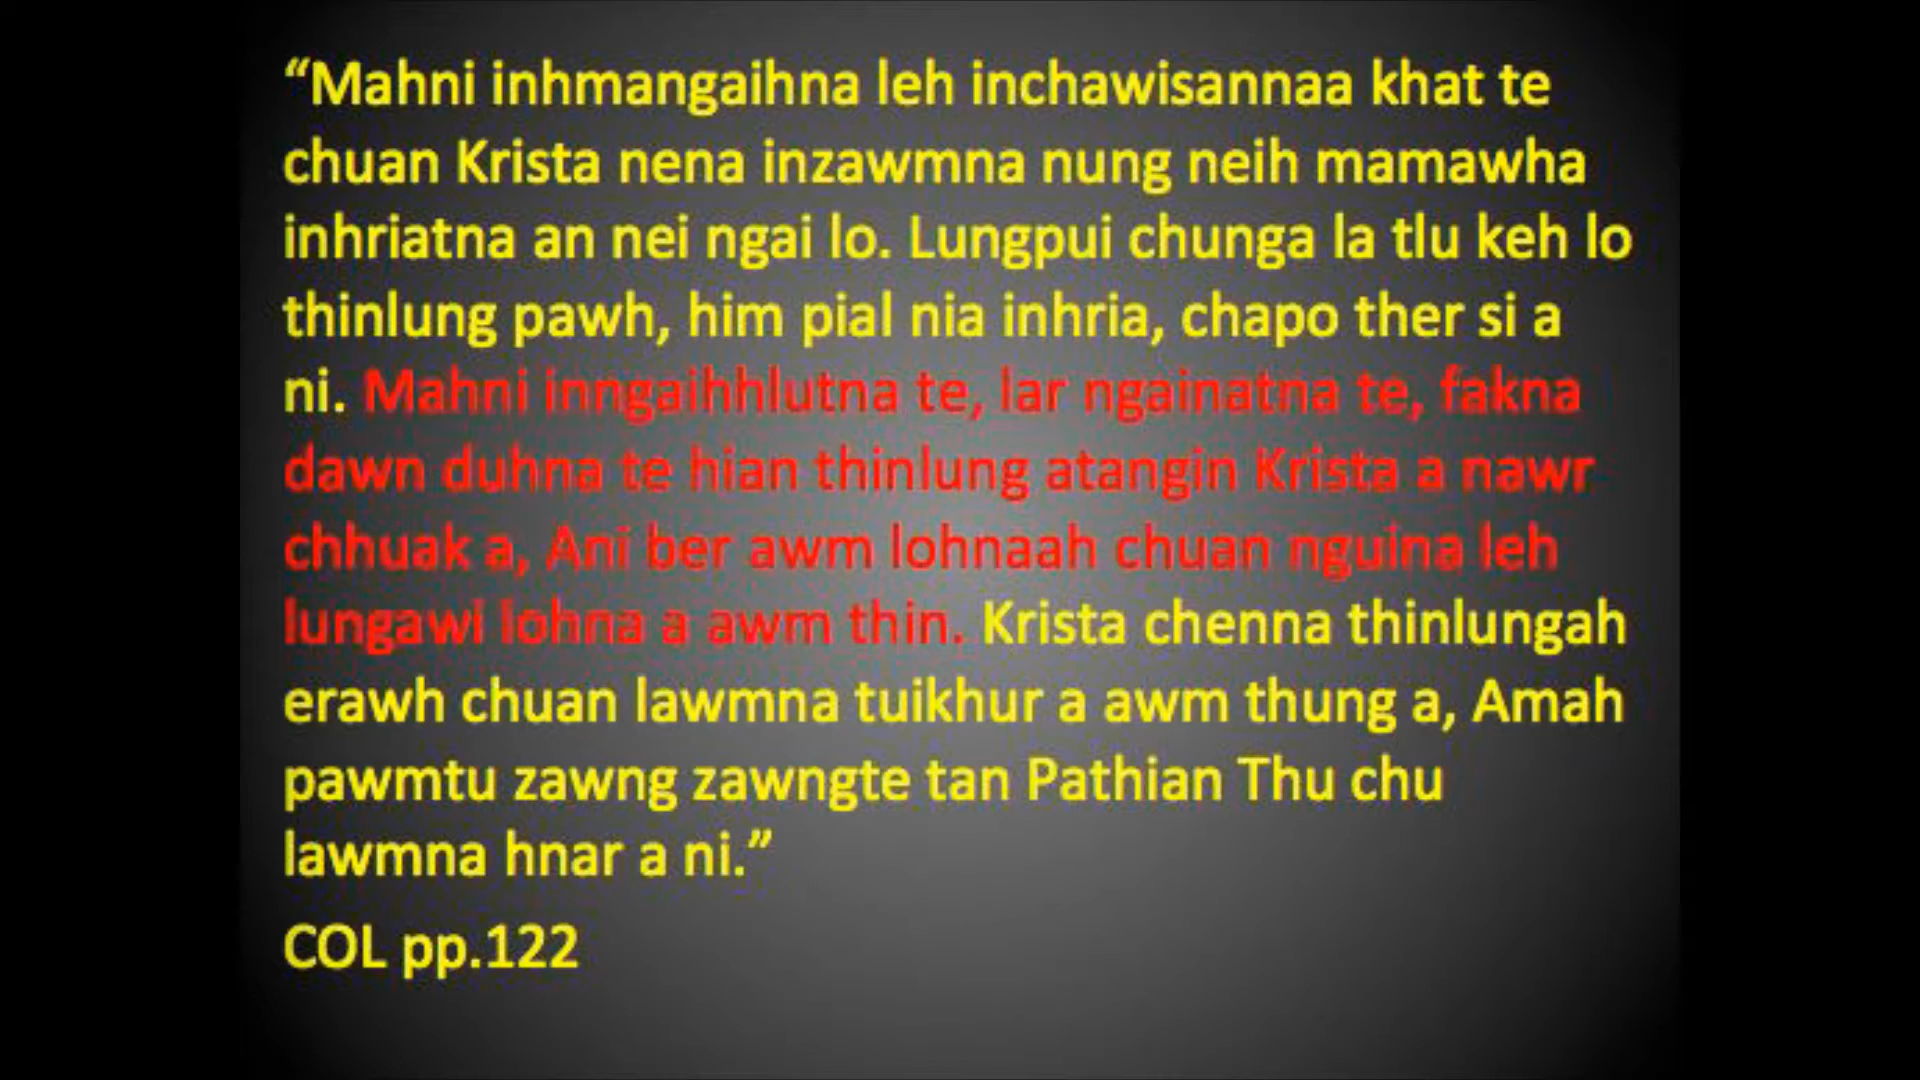 “Mahni inhmangaihna leh inchawisannaa khat te
chuan Krista nena inzawmna nung neih mamawha
inhriatna an nei ngai lo. Lungpui chunga la tlu keh lo
thinlung pawh, him pial nia inhria, chapo ther si a
ni. Mahni inngaihhlutna te, lar ngainatna te, fakna
dawn duhna te hian thinlung atangin Krista a nawr
chhuak a, Ani ber awm lohnaah chuan nguina leh
lungawi lohna a awm thin. Krista chenna thinlungah
erawh chuan lawmna tuikhur a awm thung a, Amah
pawmtu zawng zawngte tan Pathian Thu chu
lawmna hnar a ni.”
COL pp.122